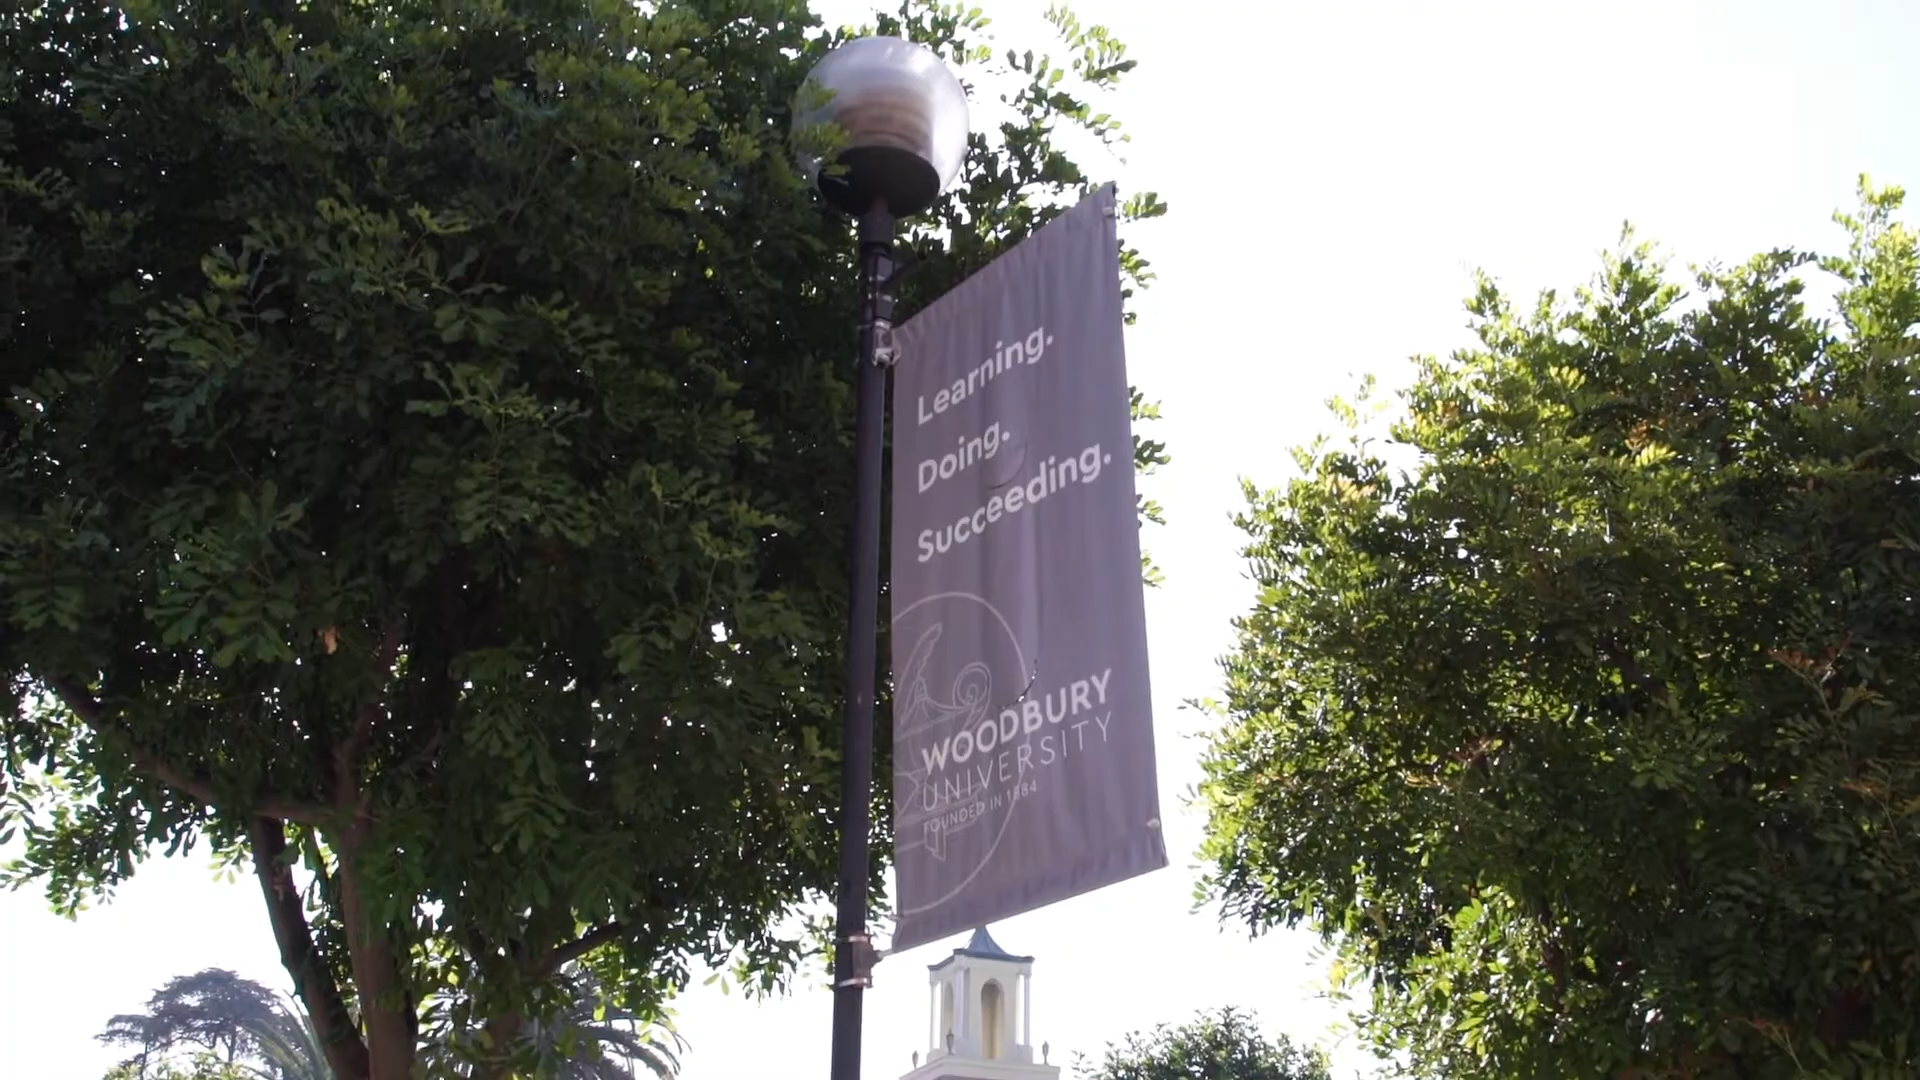 Learning.
Doing.
Succeeding.
WOODBURY
UNIVERSITY
FOUNDED IN 1884